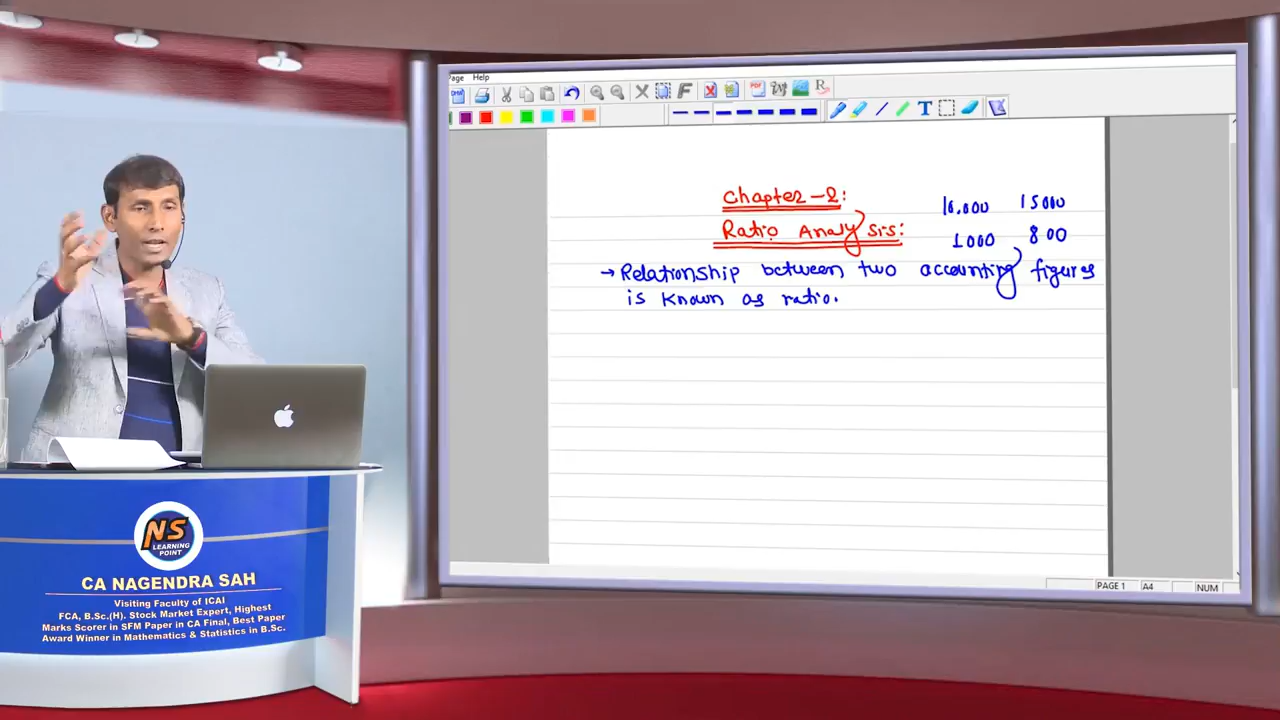 Page Help
Chapter-2:
Ratio Analysis:
10.000 15000
1000 800
→ Relationship between two accounting figures
is known as ratio.
PAGE 1 A4 NUM
NS
LEARNING
POINT
CA NAGENDRA SAH
Visiting Faculty of ICAI
FCA, B.Sc.(H). Stock Market Expert, Highest
Marks Scorer in SFM Paper in CA Final, Best Paper
Award Winner in Mathematics & Statistics in B.Sc.